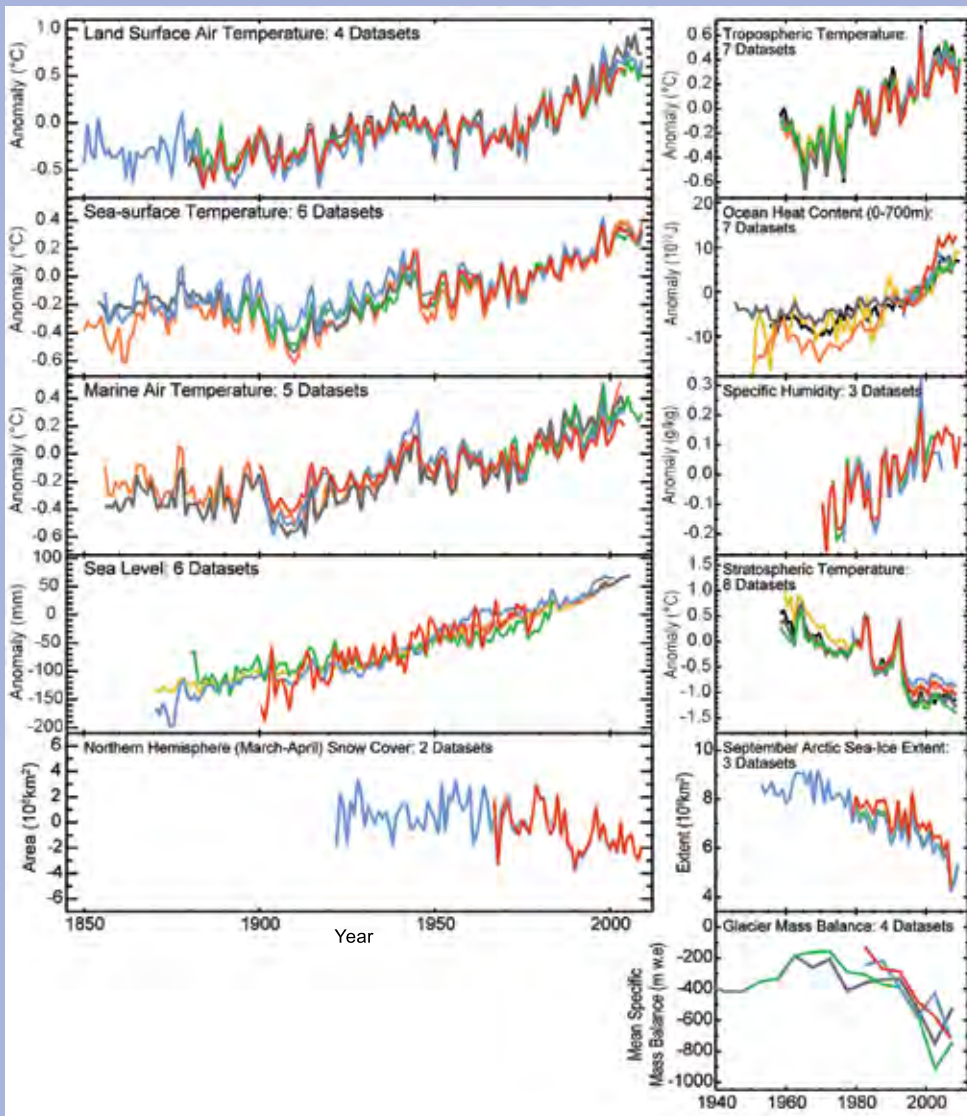 Land Surface Air Temperature: 4 Datasets
Anomaly (°C)
1.0
0.5
0.0
-0.5
Sea-surface Temperature: 6 Datasets
Anomaly (°C)
0.4
0.2
0.0
-0.2
-0.4
-0.6
Marine Air Temperature: 5 Datasets
Anomaly (°C)
0.4
0.2
0.0
-0.2
-0.4
-0.6
Sea Level: 6 Datasets
Anomaly (mm)
100
50
0
-50
-100
-150
-200
Northern Hemisphere (March-April) Snow Cover: 2 Datasets
Area (10⁶km²)
6
4
2
0
-2
-4
-6
1850
1900
1950
2000
Year
Tropospheric Temperature:
7 Datasets
Anomaly (°C)
0.6
0.4
0.2
0.0
-0.2
-0.4
-0.6
Ocean Heat Content (0-700m):
7 Datasets
20
10
0
-10
Specific Humidity: 3 Datasets
Anomaly (g/kg)
0.3
0.2
0.1
0.0
-0.1
-0.2
Stratospheric Temperature:
8 Datasets
Anomaly (°C)
1.5
1.0
0.5
0.0
-0.5
-1.0
-1.5
September Arctic Sea-Ice Extent:
3 Datasets
Extent (10⁶km²)
10
8
6
4
Glacier Mass Balance: 4 Datasets
Mean Specific
Mass Balance (m w.e)
0
-200
-400
-600
-800
-1000
1940
1960
1980
2000